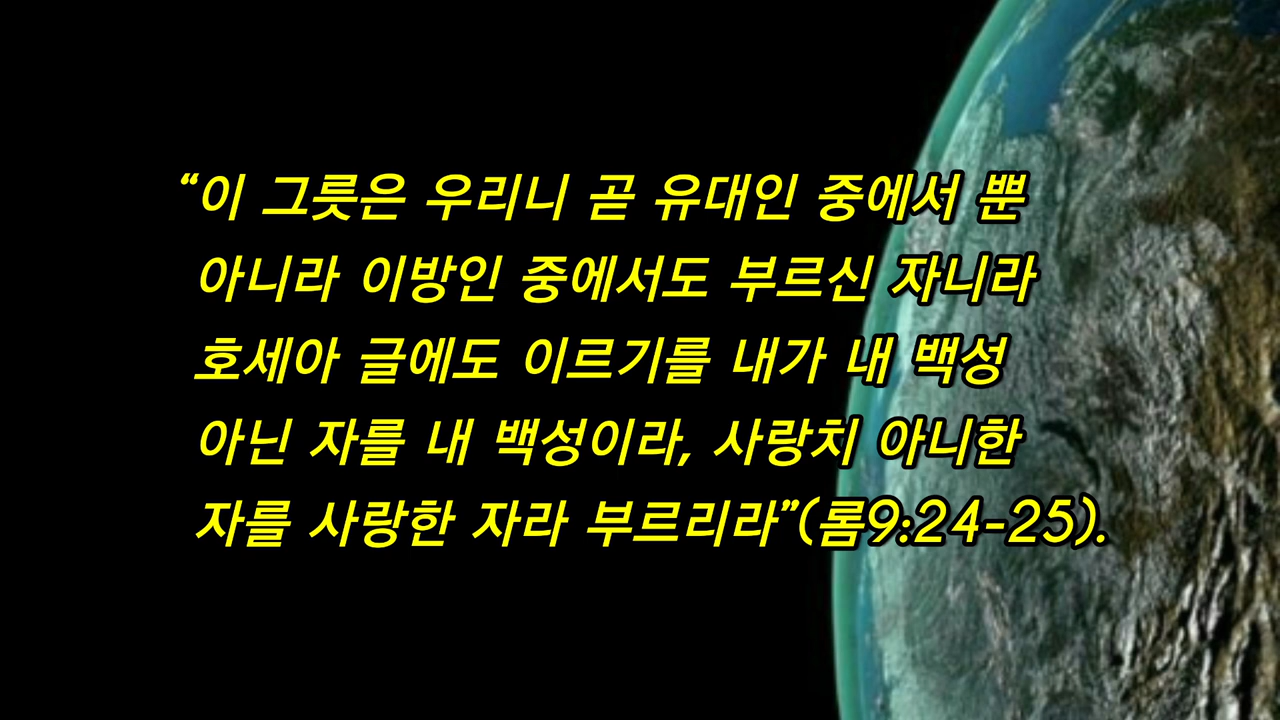 “이 그릇은 우리니 곧 유대인 중에서 뿐
아니라 이방인 중에서도 부르신 자니라
호세아 글에도 이르기를 내가 내 백성
아닌 자를 내 백성이라, 사랑치 아니한
자를 사랑한 자라 부르리라”(롬9:24-25).